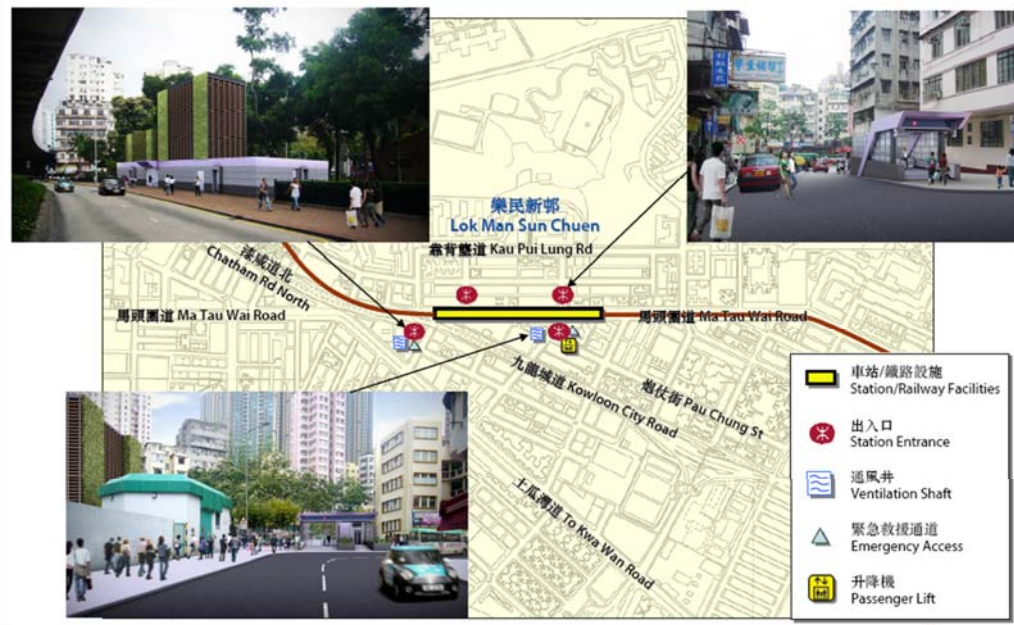 樂民新邨
Lok Man Sun Chuen
靠背壟道 Kau Pui Lung Rd
漆咸道北
Chatham Rd North
馬頭圍道 Ma Tau Wai Road
馬頭圍道 Ma Tau Wai Road
九龍城道 Kowloon City Road
炮仗街 Pau Chung St
土瓜灣道 To Kwa Wan Road
車站/鐵路設施
Station/Railway Facilities
出入口
Station Entrance
通風井
Ventilation Shaft
緊急救援通道
Emergency Access
升降機
Passenger Lift